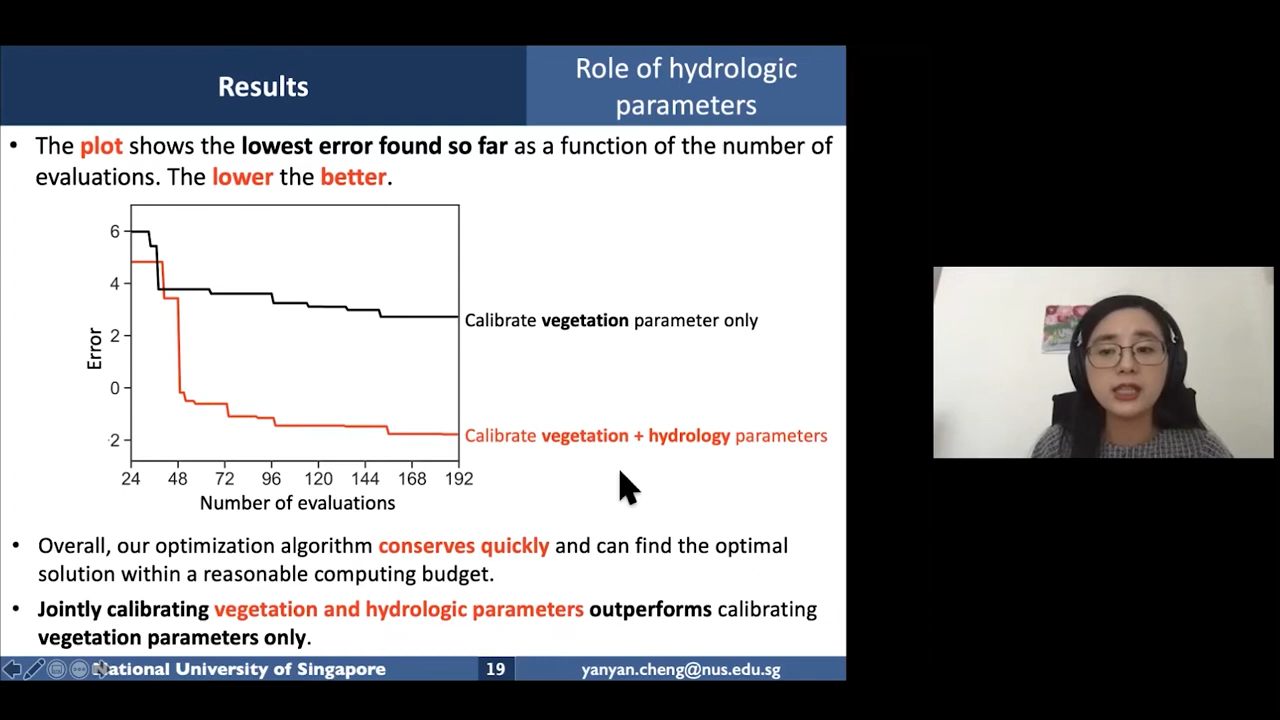 Results
Role of hydrologic
parameters
• The plot shows the lowest error found so far as a function of the number of
evaluations. The lower the better.
6
4
2
0
-2
Error
24 48 72 96 120 144 168 192
Number of evaluations
Calibrate vegetation parameter only
Calibrate vegetation + hydrology parameters
• Overall, our optimization algorithm conserves quickly and can find the optimal
solution within a reasonable computing budget.
• Jointly calibrating vegetation and hydrologic parameters outperforms calibrating
vegetation parameters only.
National University of Singapore
19
yanyan.cheng@nus.edu.sg